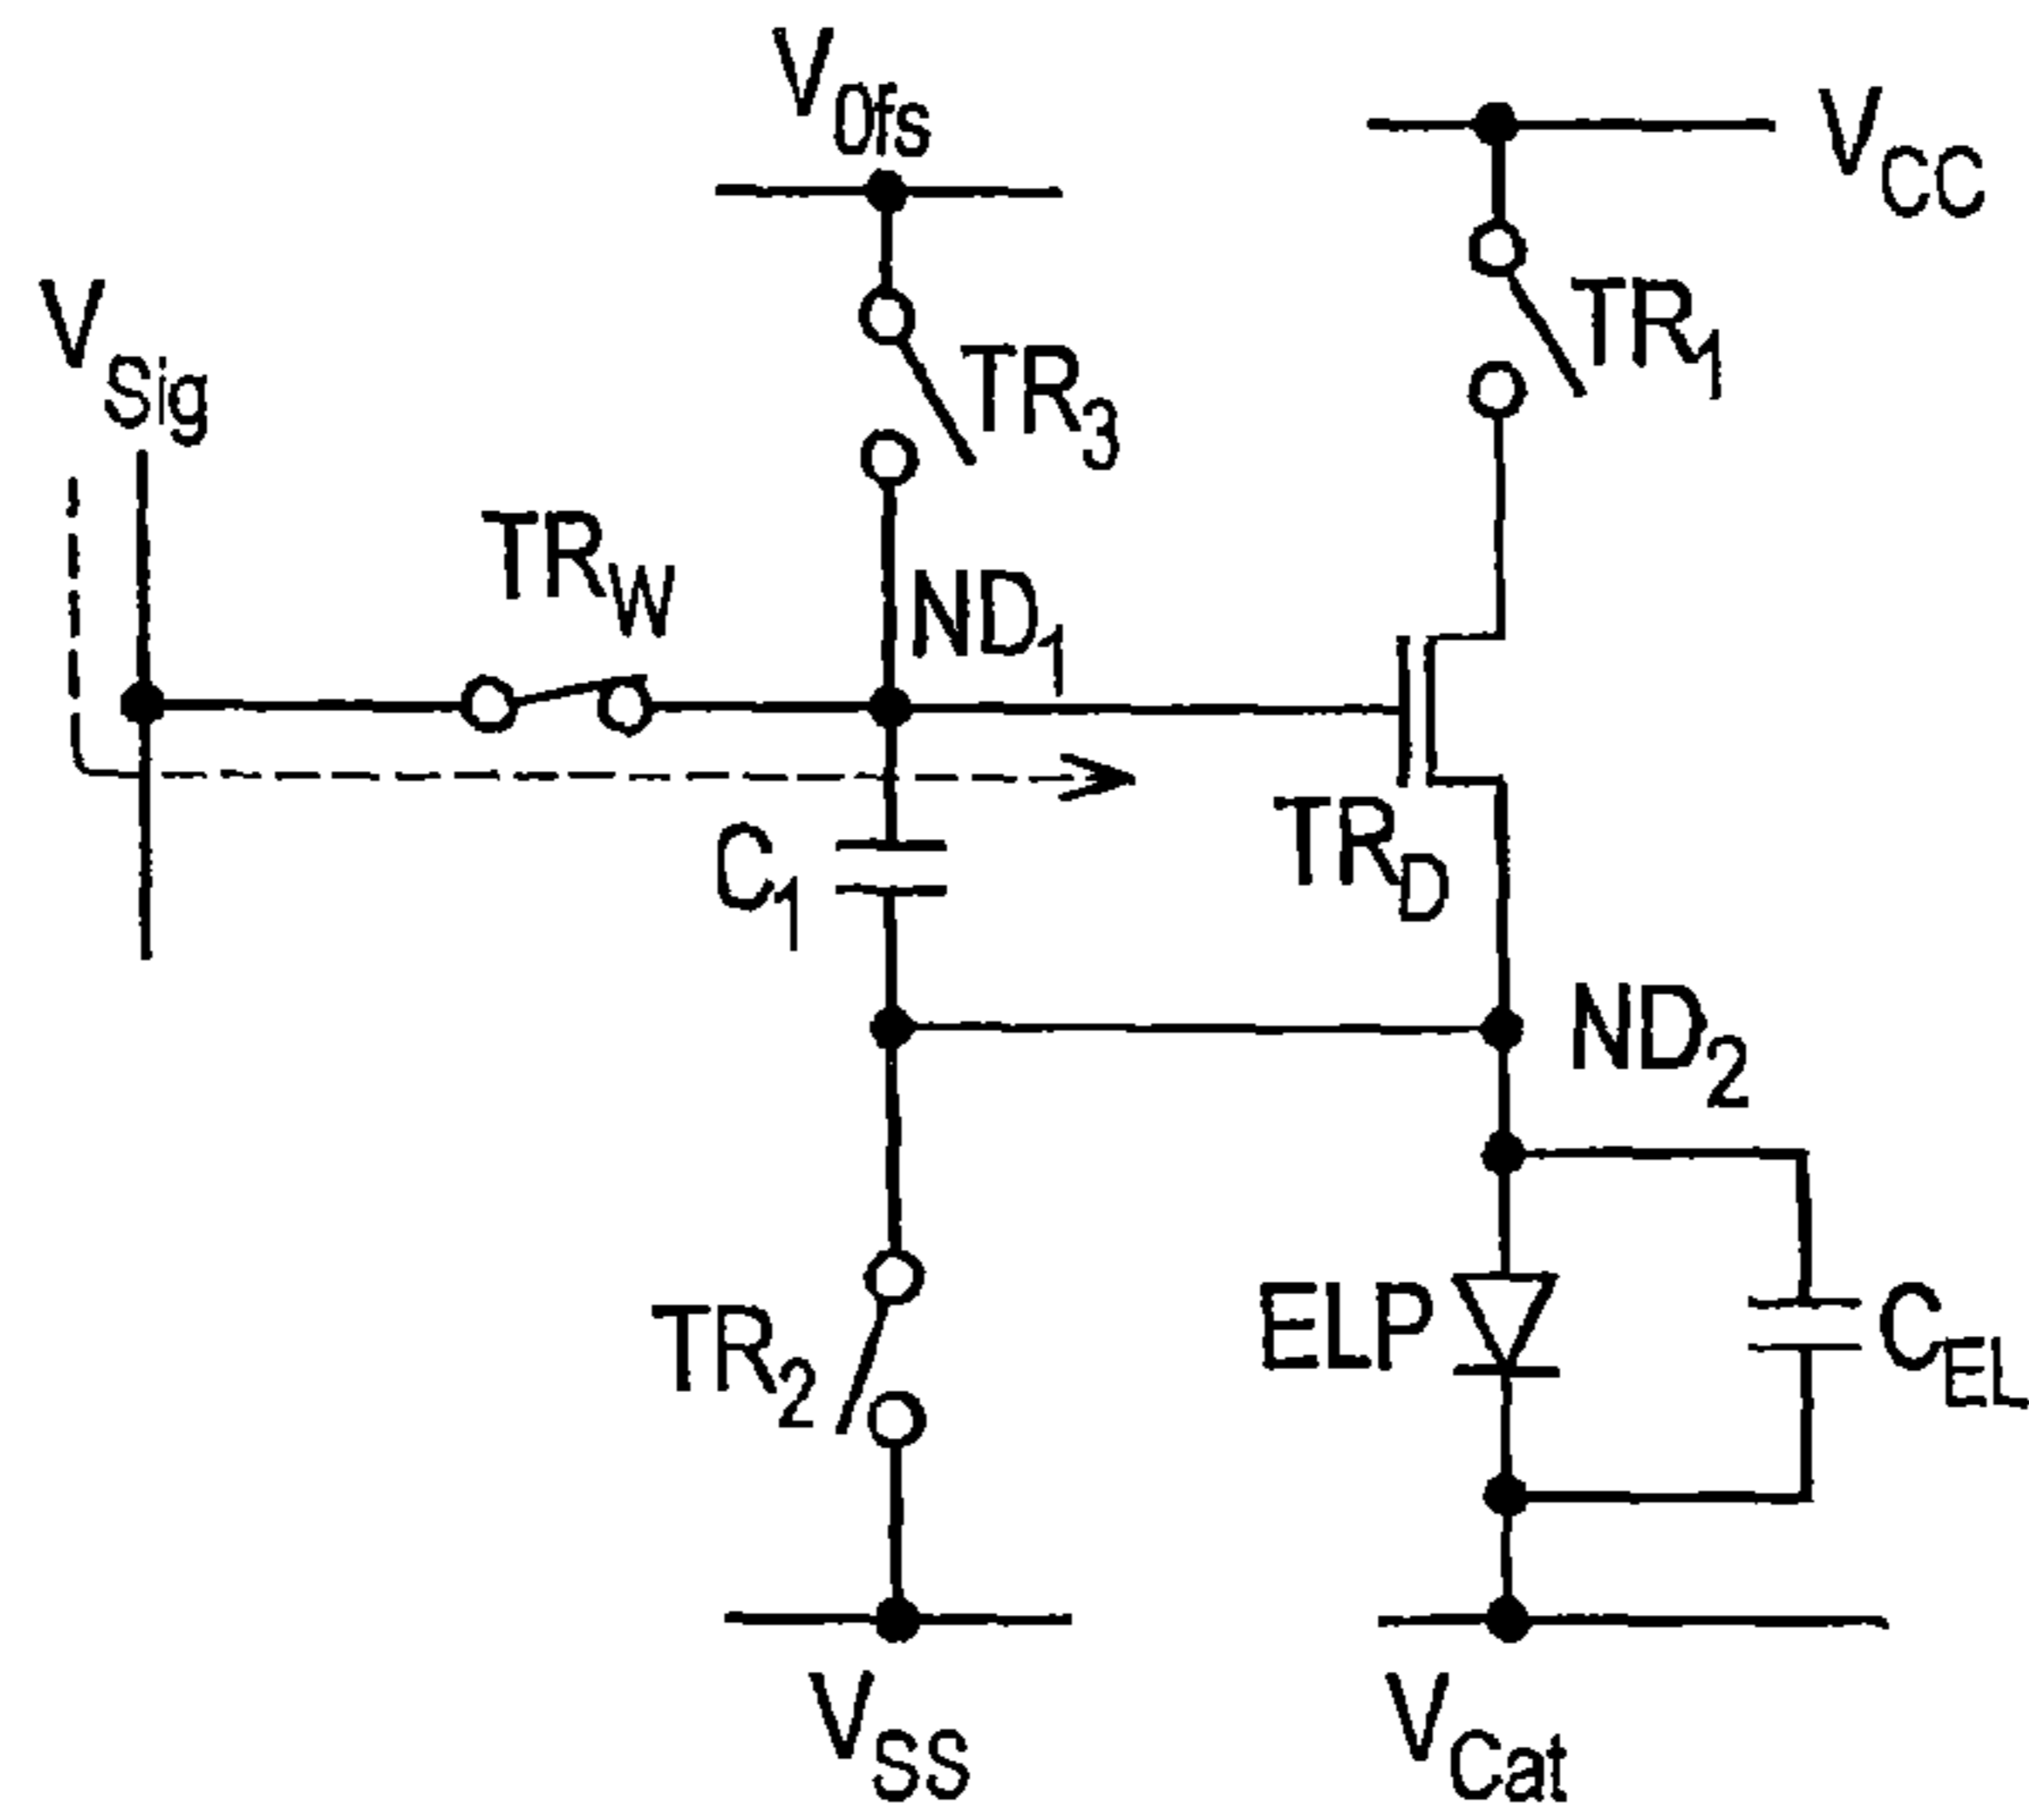 V0fs
VCC
VSig
TR1
TR3
TRW
ND1
C1
TRD
ND2
TR2
ELP
CEL
VSS
VCat